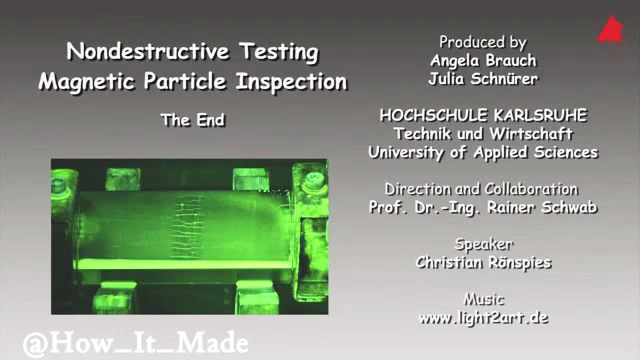 Nondestructive Testing
Magnetic Particle Inspection
The End
Produced by
Angela Brauch
Julia Schnürer
HOCHSCHULE KARLSRUHE
Technik und Wirtschaft
University of Applied Sciences
Direction and Collaboration
Prof. Dr.-Ing. Rainer Schwab
Speaker
Christian Rönspies
Music
www.light2art.de
@How_It_Made